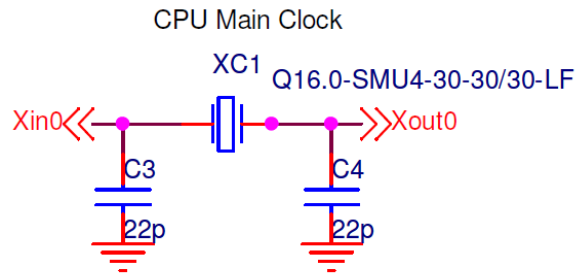 CPU Main Clock
XC1
Q16.0-SMU4-30-30/30-LF
Xin0
Xout0
C3
C4
22p
22p